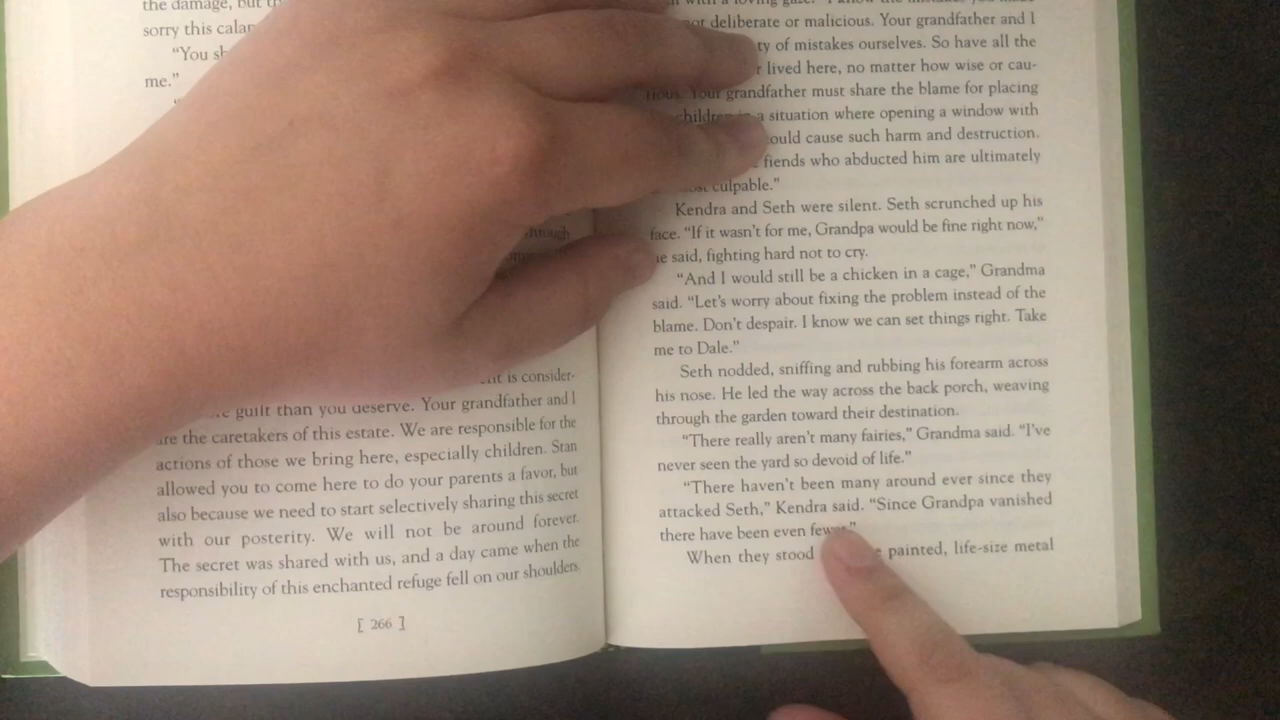 the damage, but
sorry this
"You
me."
is consider-
guilt than you deserve. Your grandfather and I
are the caretakers of this estate. We are responsible for the
actions of those we bring here, especially children. Stan
allowed you to come here to do your parents a favor, but
also because we need to start selectively sharing this secret
with our posterity. We will not be around forever.
The secret was shared with us, and a day came when the
responsibility of this enchanted refuge fell on our shoulders.
[ 266 ]
with a loving gaze.
not deliberate or malicious. Your grandfather and I
of mistakes ourselves. So have all the
lived here, no matter how wise or cau-
tious. Your grandfather must share the blame for placing
children in a situation where opening a window with
could cause such harm and destruction.
fiends who abducted him are ultimately
most culpable."
Kendra and Seth were silent. Seth scrunched up his
face. "If it wasn't for me, Grandpa would be fine right now,"
he said, fighting hard not to cry.
"And I would still be a chicken in a cage," Grandma
said. "Let's worry about fixing the problem instead of the
blame. Don't despair. I know we can set things right. Take
me to Dale."
Seth nodded, sniffing and rubbing his forearm across
his nose. He led the way across the back porch, weaving
through the garden toward their destination.
"There really aren't many fairies," Grandma said. "I've
never seen the yard so devoid of life."
"There haven't been many around ever since they
attacked Seth," Kendra said. "Since Grandpa vanished
there have been even fewer."
When they stood painted, life-size metal